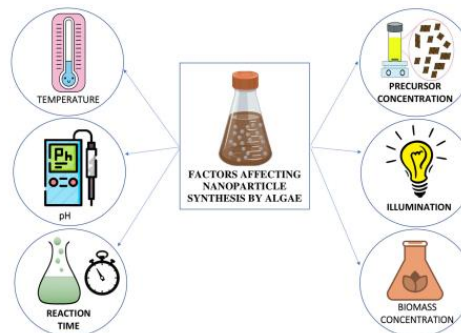 TEMPERATURE
Ph
pH
REACTION
TIME
FACTORS AFFECTING
NANOPARTICLE
SYNTHESIS BY ALGAE
PRECURSOR
CONCENTRATION
ILLUMINATION
BIOMASS
CONCENTRATION